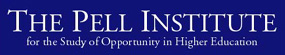 THE PELL INSTITUTE
for the Study of Opportunity in Higher Education